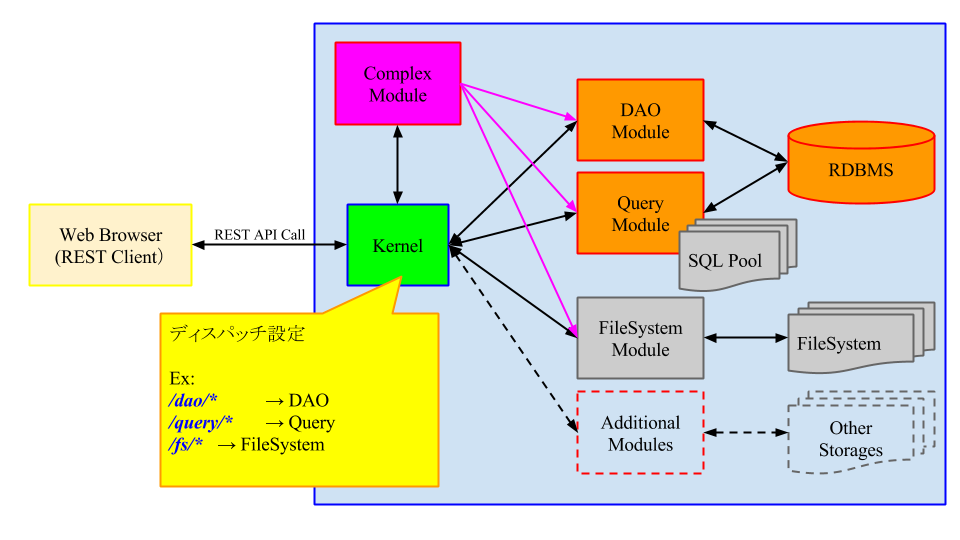 Complex
Module
DAO
Module
RDBMS
Query
Module
SQL Pool
Web Browser
(REST Client)
REST API Call
Kernel
FileSystem
Module
FileSystem
Additional
Modules
Other
Storages
ディスパッチ設定
Ex:
/dao/* → DAO
/query/* → Query
/fs/* → FileSystem